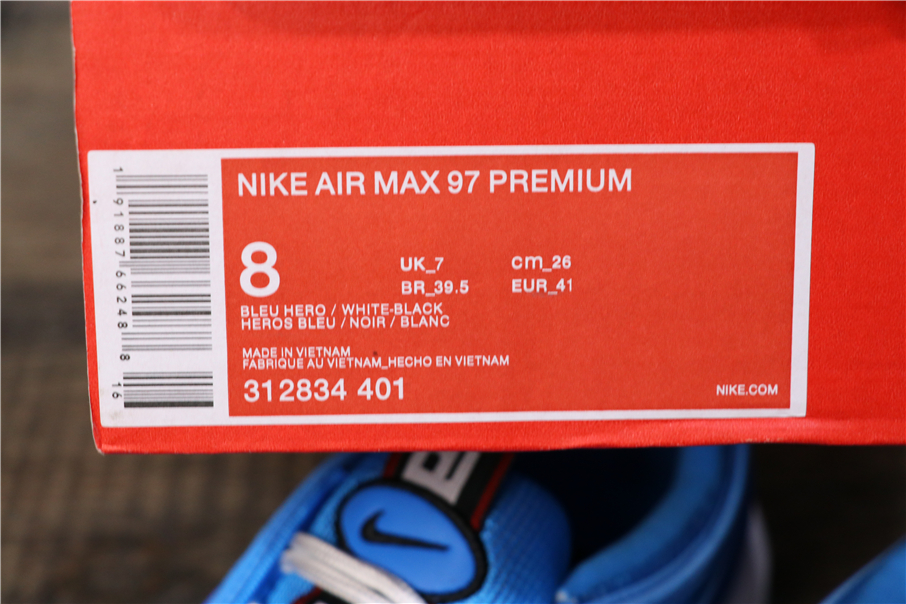 NIKE AIR MAX 97 PREMIUM
8
UK_7 cm_26
BR_39.5 EUR_41
BLEU HERO / WHITE-BLACK
HEROS BLEU / NOIR / BLANC
MADE IN VIETNAM
FABRIQUE AU VIETNAM_HECHO EN VIETNAM
312834 401
NIKE.COM
1 91887 66248 8 16